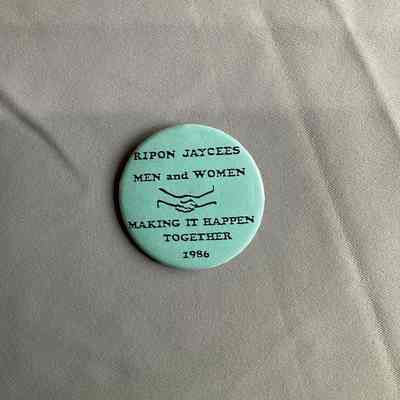 RIPON JAYCEES
MEN and WOMEN
MAKING IT HAPPEN
TOGETHER
1986